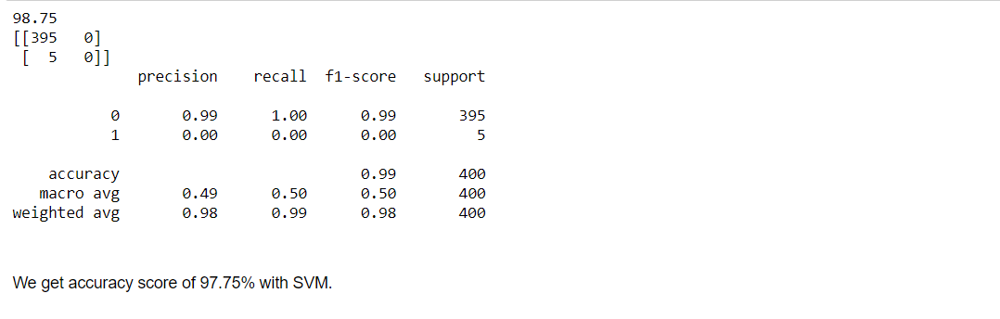 98.75
[[395   0]
 [  5   0]]
              precision    recall  f1-score   support

           0       0.99      1.00      0.99       395
           1       0.00      0.00      0.00         5

    accuracy                           0.99       400
   macro avg       0.49      0.50      0.50       400
weighted avg       0.98      0.99      0.98       400

We get accuracy score of 97.75% with SVM.